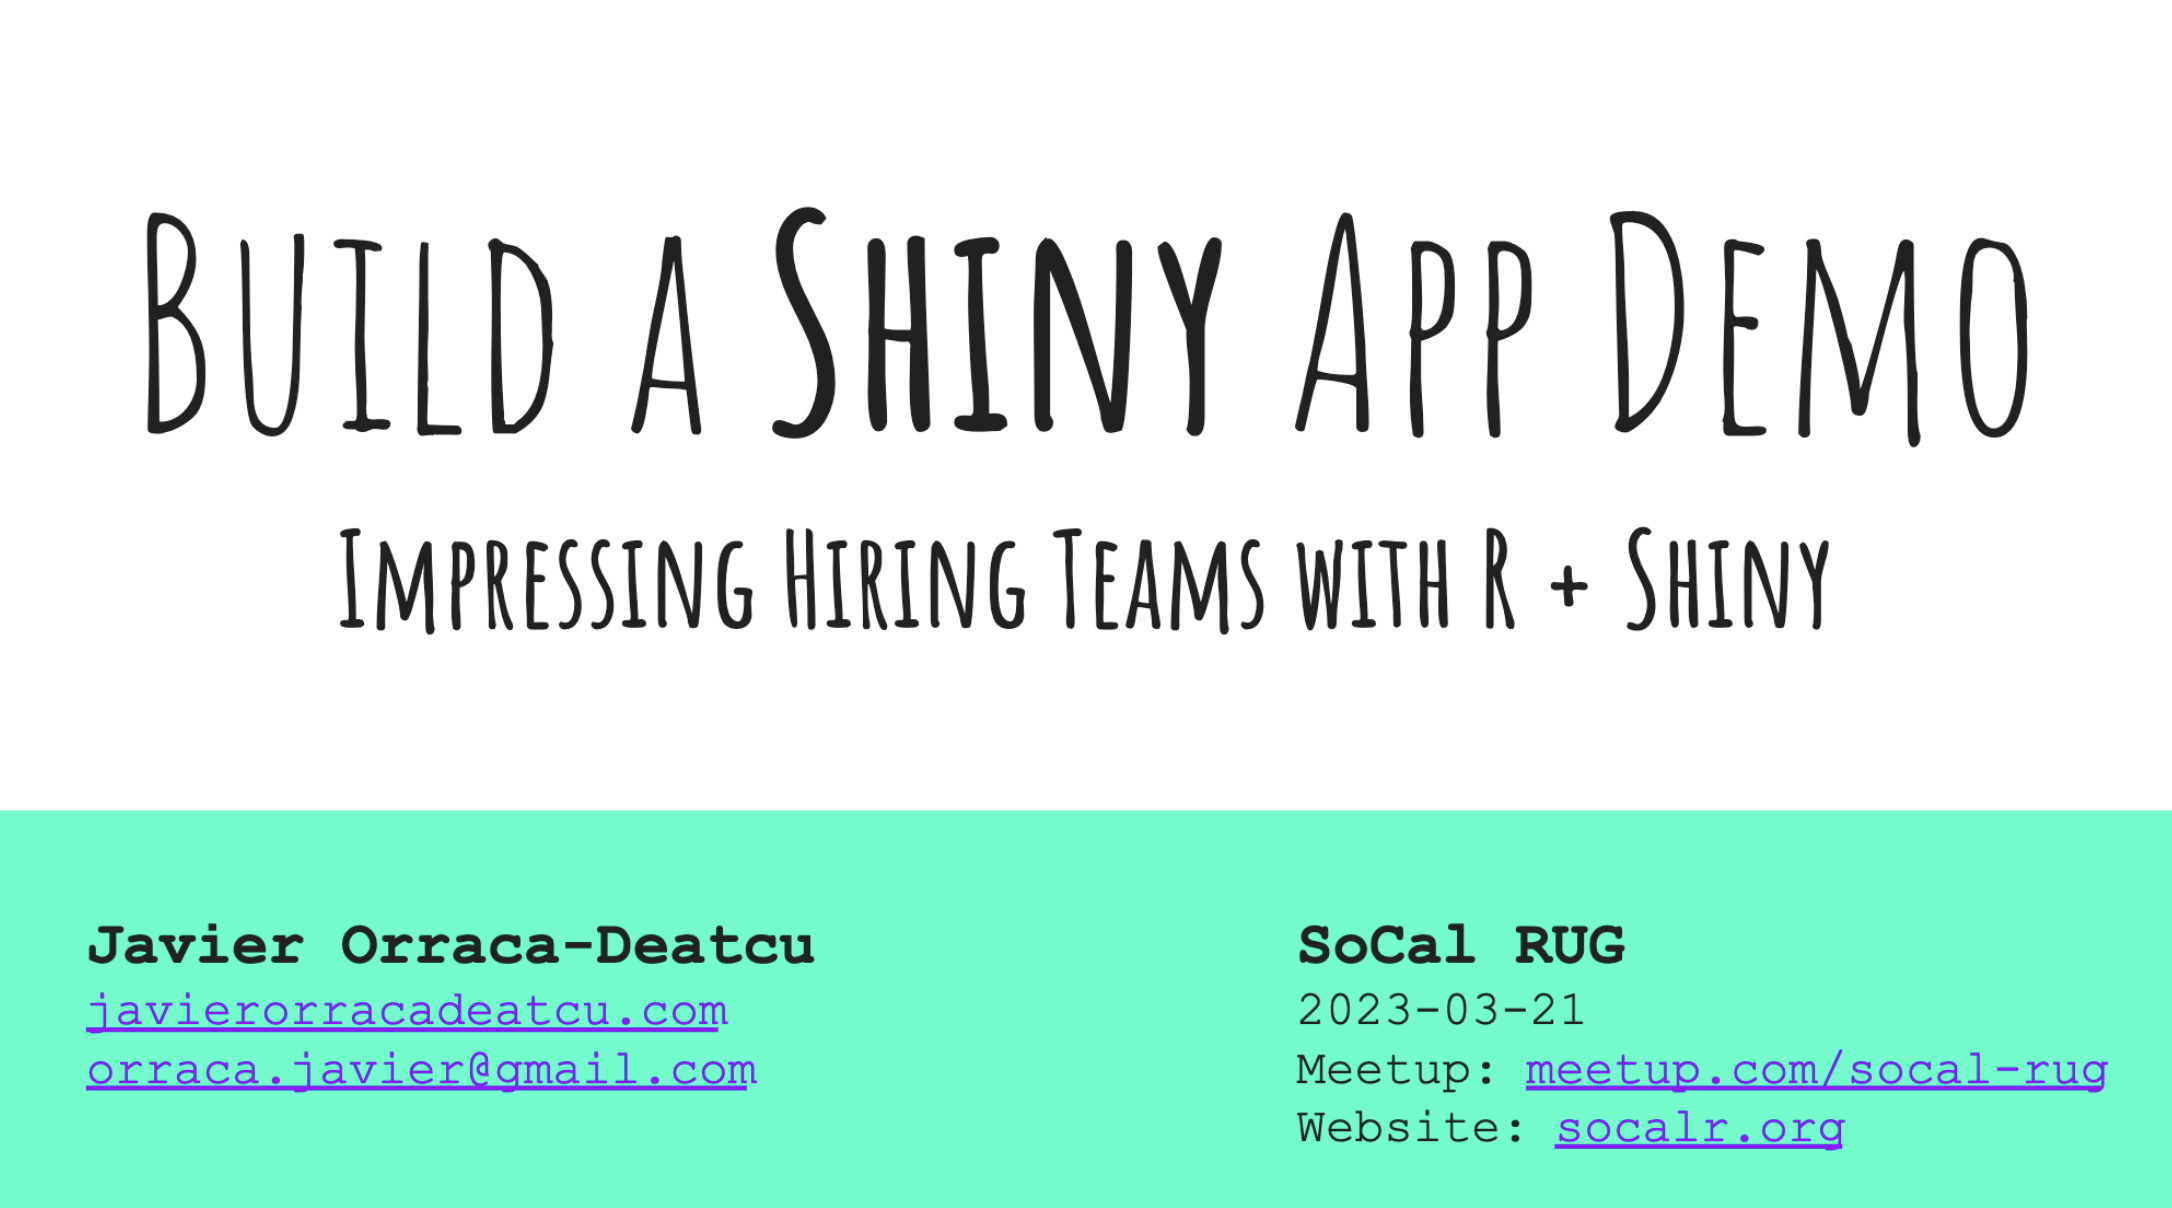 Build a Shiny App Demo
Impressing Hiring Teams with R + Shiny
Javier Orraca-Deatcu
javierorracadeatcu.com
orraca.javier@gmail.com
SoCal RUG
2023-03-21
Meetup: meetup.com/socal-rug
Website: socalr.org